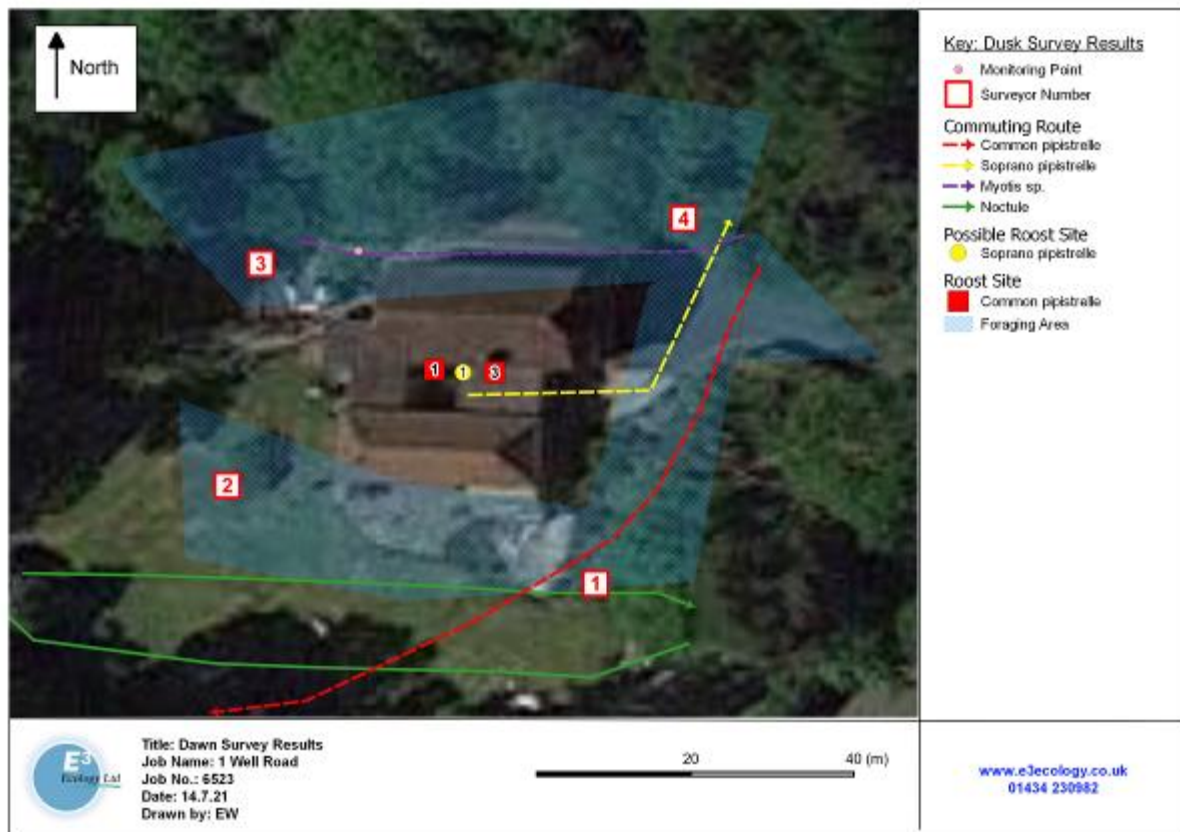 North
4
3
1
1
3
2
1
Key: Dusk Survey Results
Monitoring Point
Surveyor Number
Commuting Route
Common pipistrelle
Soprano pipistrelle
Myotis sp.
Noctule
Possible Roost Site
Soprano pipistrelle
Roost Site
Common pipistrelle
Foraging Area
E3
Ecology Ltd
Title: Dawn Survey Results
Job Name: 1 Well Road
Job No.: 6523
Date: 14.7.21
Drawn by: EW
20 40 (m)
www.e3ecology.co.uk
01434 230982